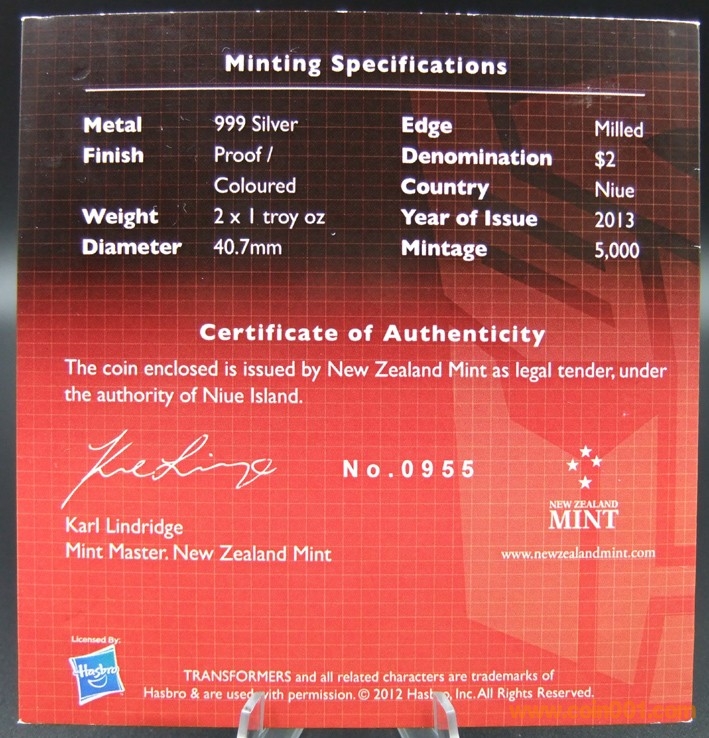 Minting Specifications
Metal 999 Silver
Finish Proof /
Coloured
Weight 2 x 1 troy oz
Diameter 40.7mm
Edge Milled
Denomination $2
Country Niue
Year of Issue 2013
Mintage 5,000
Certificate of Authenticity
The coin enclosed is issued by New Zealand Mint as legal tender, under
the authority of Niue Island.
No.0955
Karl Lindridge
Mint Master. New Zealand Mint
NEW ZEALAND
MINT
www.newzealandmint.com
Licensed By:
Hasbro
TRANSFORMERS and all related characters are trademarks of
Hasbro & are used with permission. © 2012 Hasbro, Inc. All Rights Reserved.
www.coin001.com